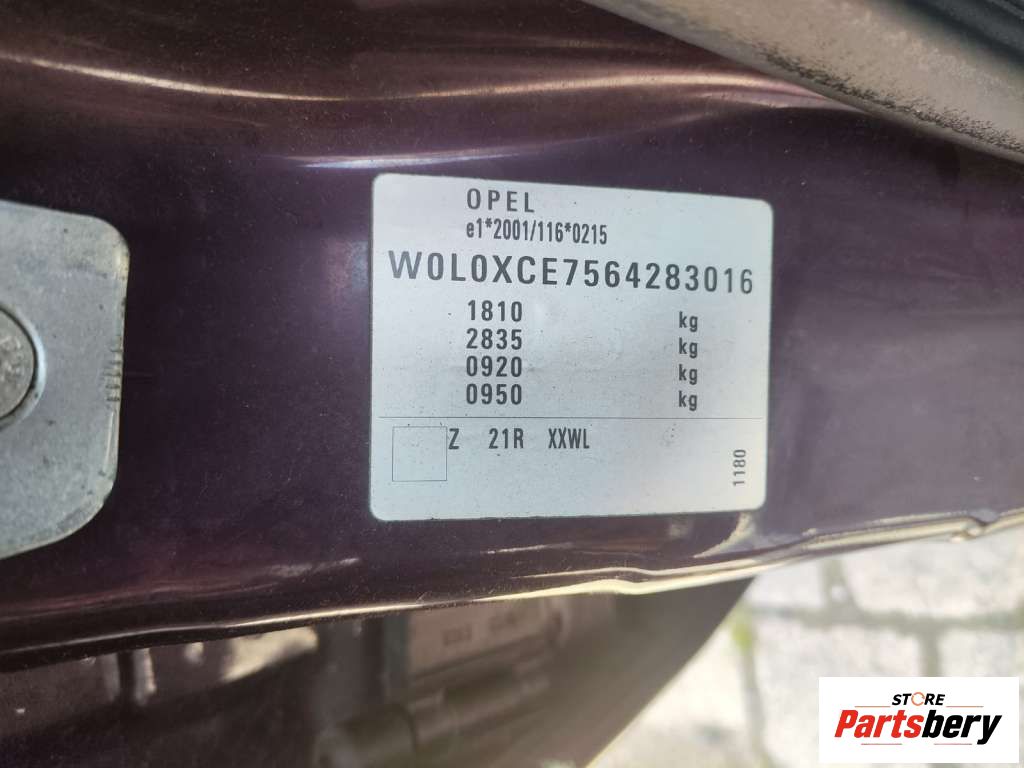 OPEL
e1*2001/116*0215
W0L0XCE7564283016
1810 kg
2835 kg
0920 kg
0950 kg
Z 21R XXWL
1180
STORE
Partsbery